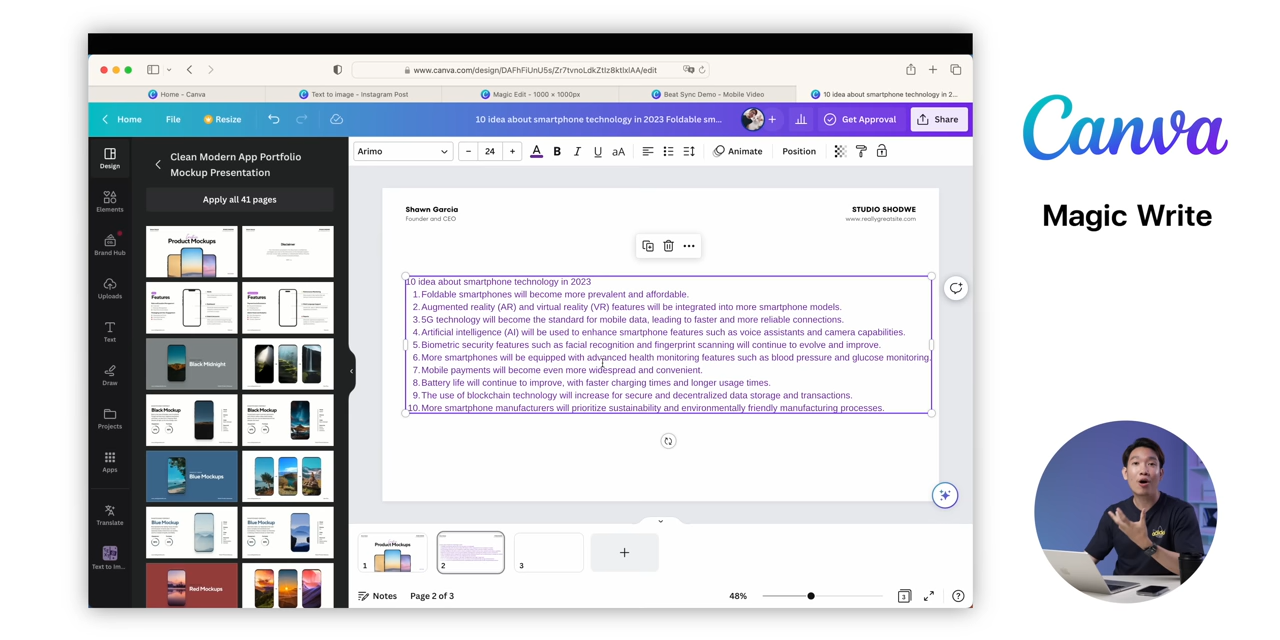 www.canva.com/design/DAFhFiUnU5s/Zr7tvnoLdkZtIz8ktlxIAA/edit
Home - Canva
Text to image - Instagram Post
Magic Edit - 1000 × 1000px
Beat Sync Demo - Mobile Video
10 idea about smartphone technology in 2...
Home
File
Resize
10 idea about smartphone technology in 2023 Foldable sm...
Get Approval
Share
Design
Elements
Brand Hub
Uploads
Text
Draw
Projects
Apps
Translate
Text to Im...
Clean Modern App Portfolio
Mockup Presentation
Apply all 41 pages
Product Mockups
Disclaimer
Features
Features
Black Midnight
Black Mockup
Black Mockup
Blue Mockups
Blue Mockup
Blue Mockup
Red Mockups
Arimo
24
B
I
U
aA
Animate
Position
Shawn Garcia
Founder and CEO
STUDIO SHODWE
www.reallygreatsite.com
10 idea about smartphone technology in 2023
1. Foldable smartphones will become more prevalent and affordable.
2. Augmented reality (AR) and virtual reality (VR) features will be integrated into more smartphone models.
3. 5G technology will become the standard for mobile data, leading to faster and more reliable connections.
4. Artificial intelligence (AI) will be used to enhance smartphone features such as voice assistants and camera capabilities.
5. Biometric security features such as facial recognition and fingerprint scanning will continue to evolve and improve.
6. More smartphones will be equipped with advanced health monitoring features such as blood pressure and glucose monitoring.
7. Mobile payments will become even more widespread and convenient.
8. Battery life will continue to improve, with faster charging times and longer usage times.
9. The use of blockchain technology will increase for secure and decentralized data storage and transactions.
10. More smartphone manufacturers will prioritize sustainability and environmentally friendly manufacturing processes.
Product Mockups
1
2
3
Notes
Page 2 of 3
48%
3
Canva
Magic Write
adidas